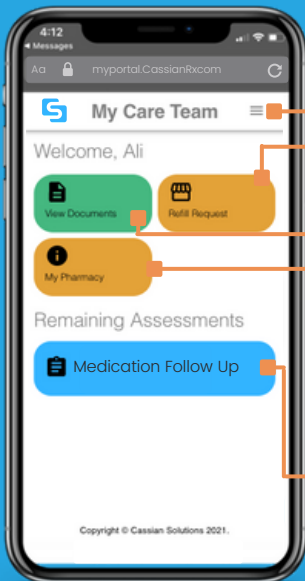 4:12
Messages
Aa myportal.CassianRx.com
My Care Team
Welcome, Ali
View Documents
Refill Request
My Pharmacy
Remaining Assessments
Medication Follow Up
Copyright © Cassian Solutions 2021.